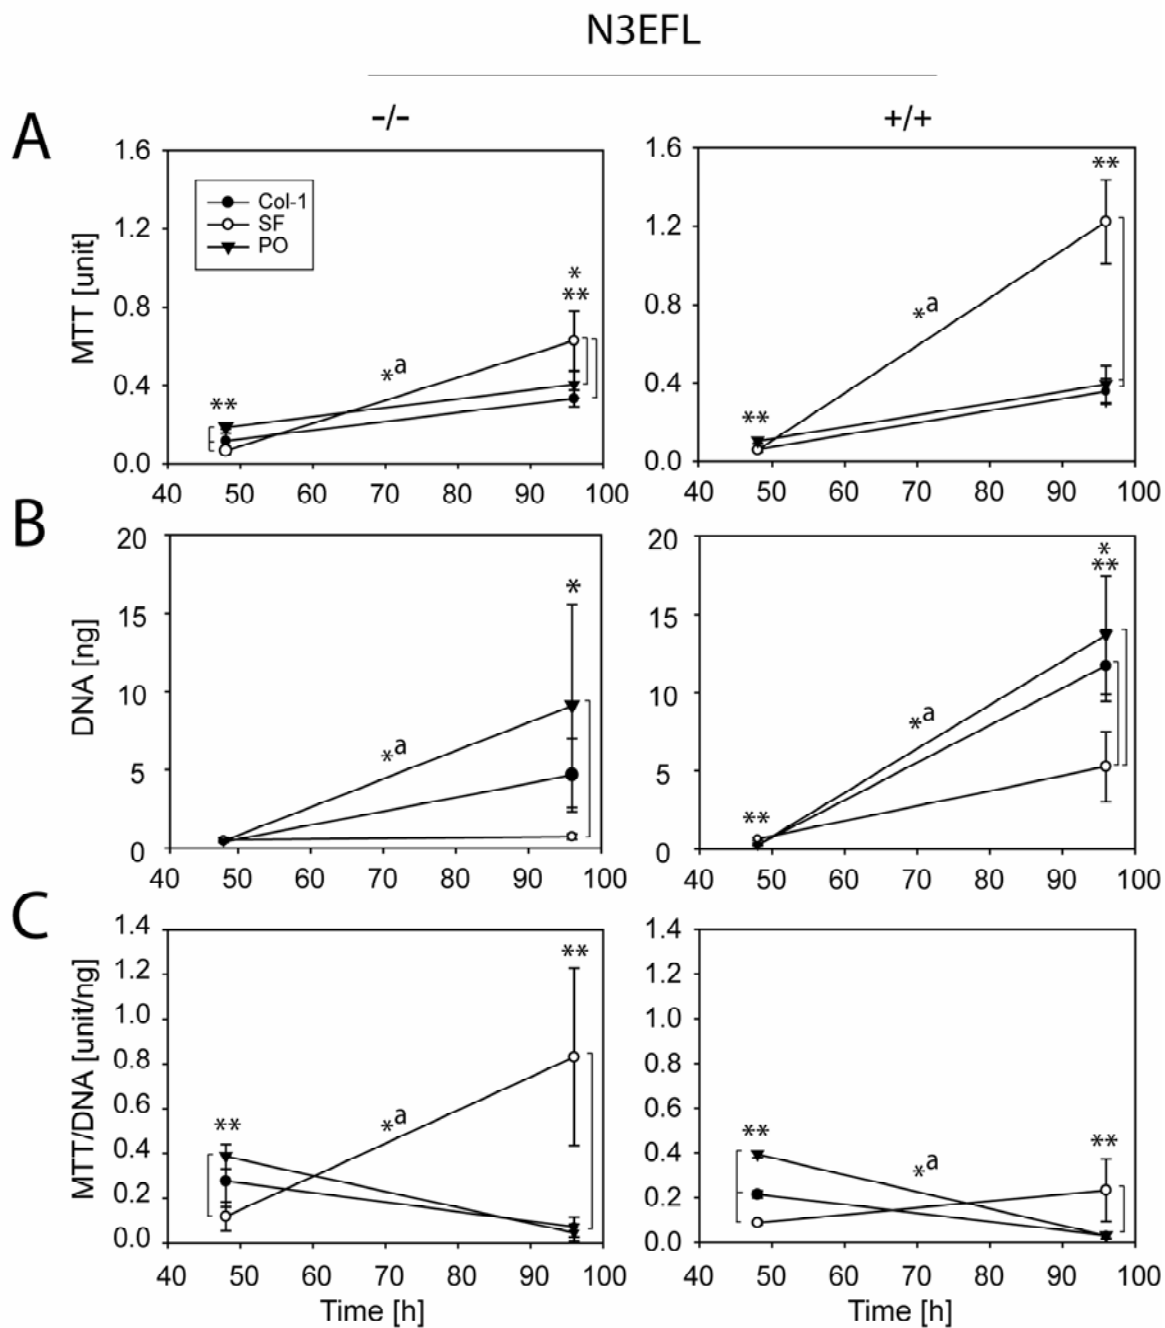 N3EFL
-/- +/+
A
1.6 1.6
Col-1
SF
PO
1.2 1.2
MTT [unit]
0.8 0.8
0.4 0.4
0.0 0.0
* ** *a ** ** *a **
40 50 60 70 80 90 100 40 50 60 70 80 90 100
B
20 20
15 15
DNA [ng]
10 10
5 5
0 0
* *a * ** *a **
40 50 60 70 80 90 100 40 50 60 70 80 90 100
C
1.4 1.4
1.2 1.2
1.0 1.0
MTT/DNA [unit/ng]
0.8 0.8
0.6 0.6
0.4 0.4
0.2 0.2
0.0 0.0
** *a ** ** *a **
40 50 60 70 80 90 100 40 50 60 70 80 90 100
Time [h] Time [h]